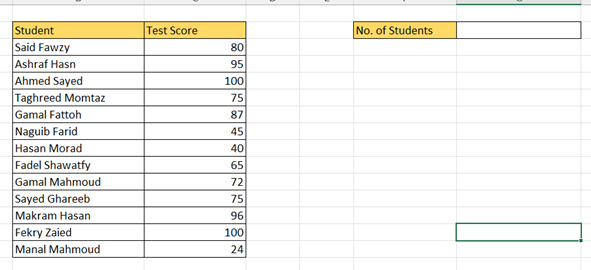 Student Test Score No. of Students
Said Fawzy 80
Ashraf Hasn 95
Ahmed Sayed 100
Taghreed Momtaz 75
Gamal Fattoh 87
Naguib Farid 45
Hasan Morad 40
Fadel Shawatfy 65
Gamal Mahmoud 72
Sayed Ghareeb 75
Makram Hasan 96
Fekry Zaied 100
Manal Mahmoud 24